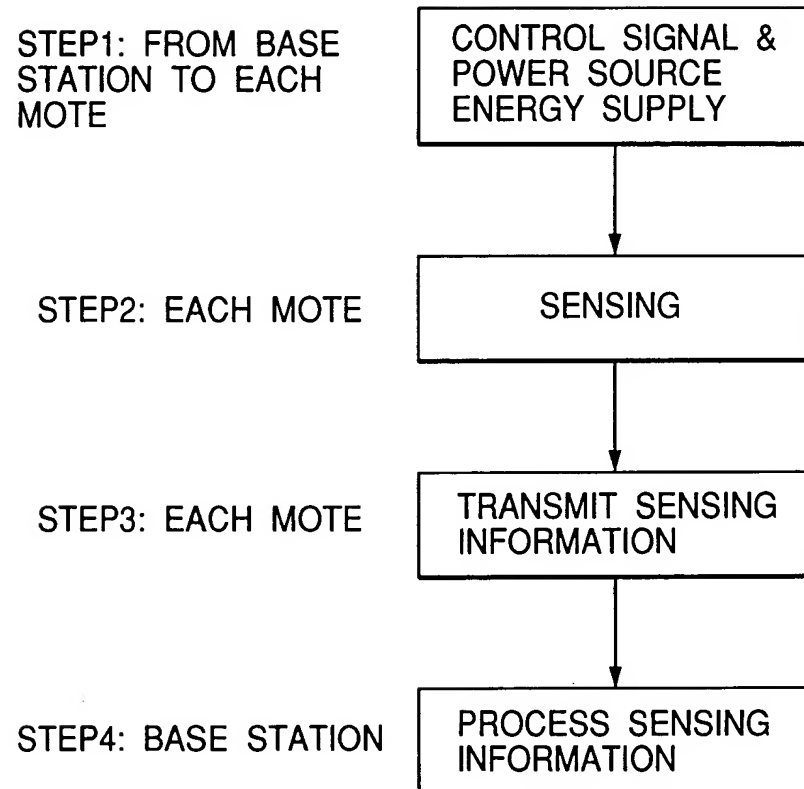 STEP1: FROM BASE
STATION TO EACH
MOTE
CONTROL SIGNAL &
POWER SOURCE
ENERGY SUPPLY
STEP2: EACH MOTE
SENSING
STEP3: EACH MOTE
TRANSMIT SENSING
INFORMATION
STEP4: BASE STATION
PROCESS SENSING
INFORMATION